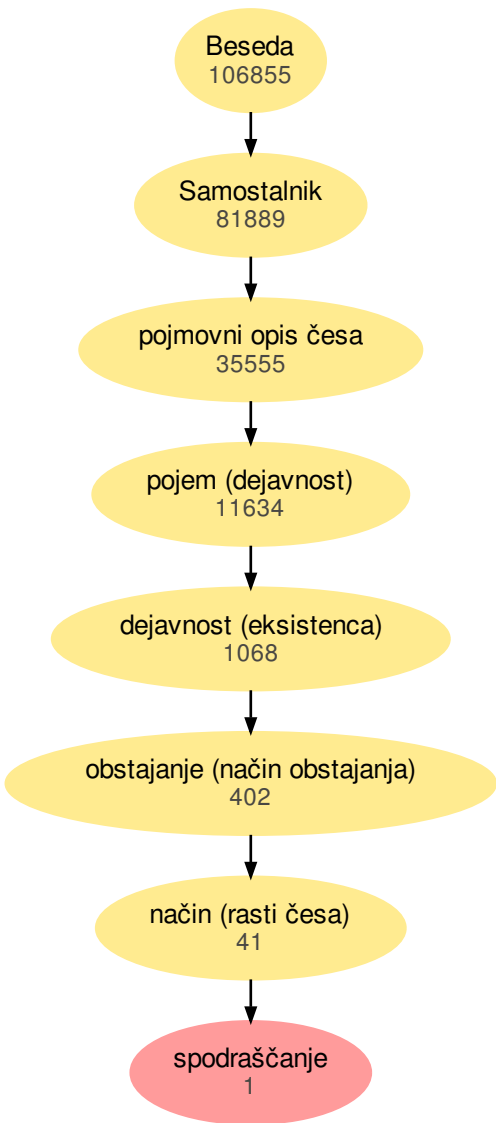 Beseda
106855
Samostalnik
81889
pojmovni opis česa
35555
pojem (dejavnost)
11634
dejavnost (eksistenca)
1068
obstajanje (način obstajanja)
402
način (rasti česa)
41
spodraščanje
1